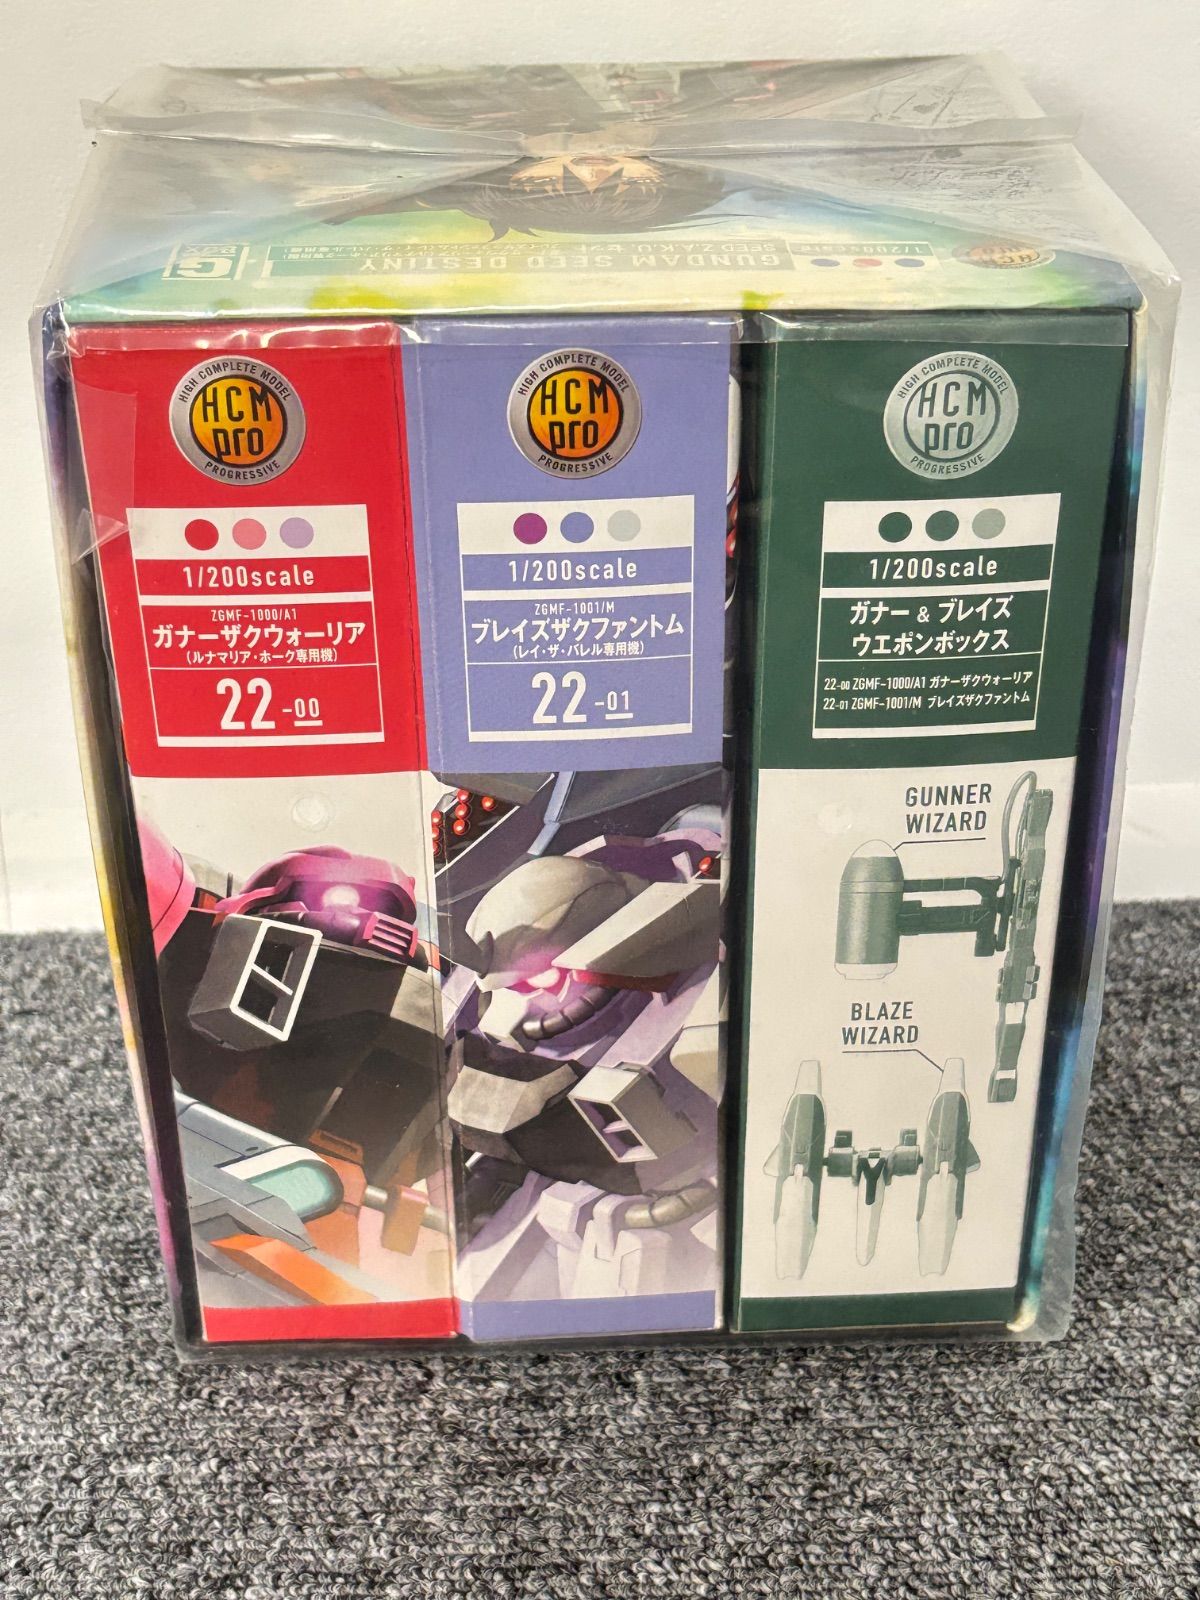 GUNDAM SEED DESTINY
1/200scale
SEED Z.A.K.U.セット
HCM
pro
G
HIGH COMPLETE MODEL
HCM
pro
PROGRESSIVE
1/200scale
ZGMF-1000/A1
ガナーザクウォーリア
(ルナマリア・ホーク専用機)
22-00
HIGH COMPLETE MODEL
HCM
pro
PROGRESSIVE
1/200scale
ZGMF-1001/M
ブレイズザクファントム
(レイ・ザ・バレル専用機)
22-01
HIGH COMPLETE MODEL
HCM
pro
PROGRESSIVE
1/200scale
ガナー & ブレイズ
ウエポンボックス
22-00 ZGMF-1000/A1 ガナーザクウォーリア
22-01 ZGMF-1001/M ブレイズザクファントム
GUNNER
WIZARD
BLAZE
WIZARD